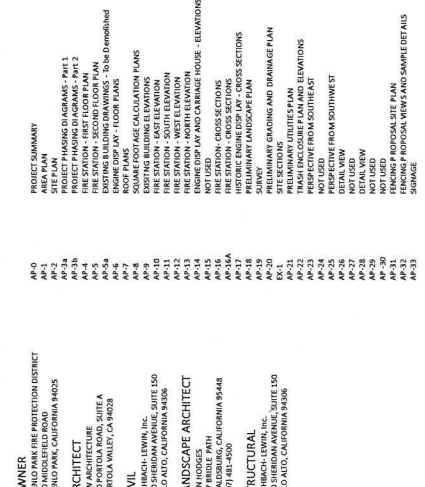 WNER
NLO PARK FIRE PROTECTION DISTRICT
0 MIDDLEFIELD ROAD
NLO PARK, CALIFORNIA 94025
RCHITECT
W ARCHITECTURE
0 PORTOLA ROAD, SUITE A
RTOLA VALLEY, CA 94028
VIL
HBACH- LEWIN, Inc.
0 SHERIDAN AVENUE, SUITE 150
LO ALTO, CALIFORNIA 94306
NDSCAPE ARCHITECT
N HODGES
7 BRIDLE PATH
ALDSBURG, CALIFORNIA 95448
7) 481-4500
RUCTURAL
HBACH- LEWIN, Inc.
0 SHERIDAN AVENUE, SUITE 150
LO ALTO, CALIFORNIA 94306
AP-0 PROJECT SUMMARY
AP-1 AREA PLAN
AP-2 SITE PLAN
AP-3a PROJECT PHASING DIAGRAMS - Part 1
AP-3b PROJECT PHASING DIAGRAMS - Part 2
AP-4 FIRE STATION - FIRST FLOOR PLAN
AP-5 FIRE STATION - SECOND FLOOR PLAN
AP-5a EXISTING BUILDING DRAWINGS - To be Demolished
AP-6 ENGINE DISPLAY - FLOOR PLANS
AP-7 ROOF PLANS
AP-8 SQUARE FOOTAGE CALCULATION PLANS
AP-9 EXISITNG BUILDING ELEVATIONS
AP-10 FIRE STATION - EAST ELEVATION
AP-11 FIRE STATION - SOUTH ELEVATION
AP-12 FIRE STATION - WEST ELEVATION
AP-13 FIRE STATION - NORTH ELEVATION
AP-14 ENGINE DISPLAY AND CARRIAGE HOUSE - ELEVATIONS
AP-15 NOT USED
AP-16 FIRE STATION- CROSS SECTIONS
AP-16A FIRE STATION - CROSS SECTIONS
AP-17 HISTORIC ENGINE DISPLAY - CROSS SECTIONS
AP-18 PRELIMINARY LANDSCAPE PLAN
AP-19 SURVEY
AP-20 PRELIMINARY GRADING AND DRAINAGE PLAN
EX-1 SITE SECTIONS
AP-21 PRELIMINARY UTILITIES PLAN
AP-22 TRASH ENCLOSURE PLAN AND ELEVATIONS
AP-23 PERSPECTIVE FROM SOUTHEAST
AP-24 NOT USED
AP-25 PERSPECTIVE FROM SOUTHWEST
AP-26 DETAIL VIEW
AP-27 NOT USED
AP-28 DETAIL VIEW
AP-29 NOT USED
AP -30 NOT USED
AP-31 FENCING PROPOSAL SITE PLAN
AP-32 FENCING PROPOSAL VIEWS AND SAMPLE DETAILS
AP-33 SIGNAGE